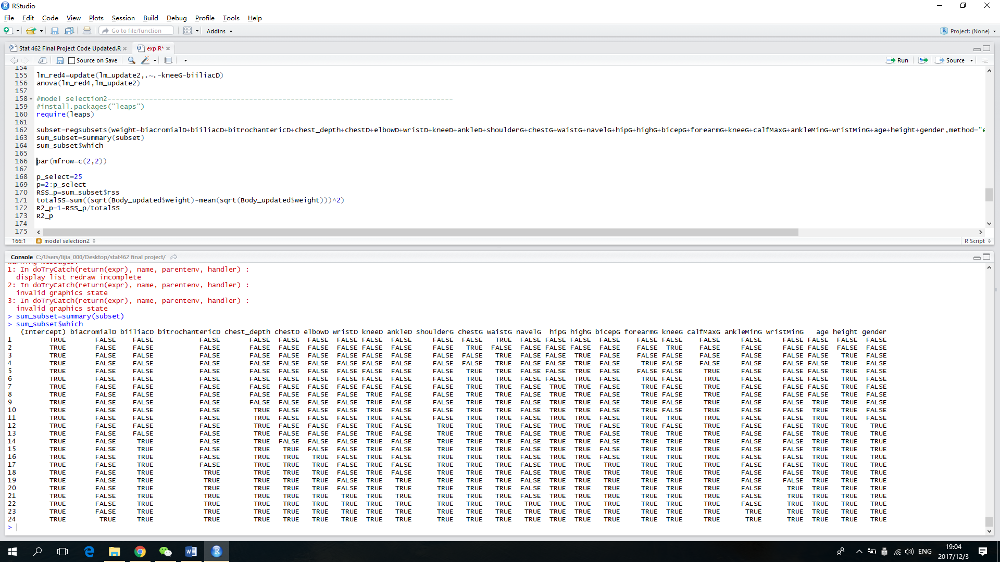 RStudio
File Edit Code View Plots Session Build Debug Profile Tools Help
Go to file/function Addins Project: (None)
Stat 462 Final Project Code Updated.R exp.R*
Source on Save Run Source
154
155 lm_red4=update(lm_update2,.~.-kneeG-biiliacD)
156 anova(lm_red4,lm_update2)
157
158 #model selection2-----------------------------------------------------------------------------------
159 #install.packages("leaps")
160 require(leaps)
161
162 subset=regsubsets(weight~biacromialD+biiliacD+bitrochantericD+chest_depth+chestD+elbowD+wristD+kneeD+ankleD+shoulderG+chestG+waistG+navelG+hipG+highG+bicepG+forearmG+kneeG+calfMaxG+ankleMinG+wristMinG+age+height+gender,method="e
163 sum_subset=summary(subset)
164 sum_subset$which
165
166 par(mfrow=c(2,2))
167
168 p_select=25
169 p=2:p_select
170 RSS_p=sum_subset$rss
171 totalSS=sum((sqrt(Body_updated$weight)-mean(sqrt(Body_updated$weight)))^2)
172 R2_p=1-RSS_p/totalSS
173 R2_p
174
175
166:1 model selection2 R Script
Console C:/Users/lijia_000/Desktop/stat462 final project/
Warning messages:
1: In doTryCatch(return(expr), name, parentenv, handler) :
display list redraw incomplete
2: In doTryCatch(return(expr), name, parentenv, handler) :
invalid graphics state
3: In doTryCatch(return(expr), name, parentenv, handler) :
invalid graphics state
> sum_subset=summary(subset)
> sum_subset$which
(Intercept) biacromialD biiliacD bitrochantericD chest_depth chestD elbowD wristD kneeD ankleD shoulderG chestG waistG navelG hipG highG bicepG forearmG kneeG calfMaxG ankleMinG wristMinG age height gender
1 TRUE FALSE FALSE FALSE FALSE FALSE FALSE FALSE FALSE FALSE FALSE FALSE TRUE FALSE FALSE FALSE FALSE FALSE FALSE FALSE FALSE FALSE FALSE FALSE FALSE
2 TRUE FALSE FALSE FALSE FALSE FALSE FALSE FALSE FALSE FALSE FALSE TRUE FALSE FALSE FALSE FALSE FALSE FALSE TRUE FALSE FALSE FALSE FALSE FALSE FALSE
3 TRUE FALSE FALSE FALSE FALSE FALSE FALSE FALSE FALSE FALSE FALSE FALSE TRUE FALSE FALSE TRUE FALSE FALSE FALSE FALSE FALSE FALSE FALSE TRUE FALSE
4 TRUE FALSE FALSE FALSE FALSE FALSE FALSE FALSE FALSE FALSE FALSE FALSE TRUE FALSE FALSE TRUE FALSE TRUE FALSE FALSE FALSE FALSE FALSE TRUE FALSE
5 TRUE FALSE FALSE FALSE FALSE FALSE FALSE FALSE FALSE FALSE FALSE TRUE TRUE FALSE FALSE TRUE FALSE FALSE FALSE TRUE FALSE FALSE FALSE TRUE FALSE
6 TRUE FALSE FALSE FALSE FALSE FALSE FALSE FALSE FALSE FALSE FALSE TRUE TRUE FALSE FALSE TRUE FALSE TRUE FALSE TRUE FALSE FALSE FALSE TRUE FALSE
7 TRUE FALSE FALSE FALSE FALSE FALSE FALSE FALSE FALSE FALSE FALSE TRUE TRUE FALSE TRUE TRUE FALSE TRUE FALSE TRUE FALSE FALSE FALSE TRUE FALSE
8 TRUE FALSE FALSE FALSE FALSE FALSE FALSE FALSE TRUE FALSE FALSE TRUE TRUE FALSE TRUE TRUE FALSE TRUE FALSE TRUE FALSE FALSE FALSE TRUE FALSE
9 TRUE FALSE FALSE FALSE FALSE FALSE FALSE FALSE TRUE FALSE FALSE TRUE TRUE FALSE TRUE TRUE FALSE TRUE FALSE TRUE FALSE FALSE TRUE TRUE FALSE
10 TRUE FALSE FALSE FALSE TRUE FALSE FALSE FALSE TRUE FALSE FALSE TRUE TRUE FALSE TRUE TRUE FALSE TRUE FALSE TRUE FALSE FALSE TRUE TRUE FALSE
11 TRUE FALSE FALSE FALSE TRUE FALSE FALSE FALSE TRUE FALSE FALSE TRUE TRUE FALSE TRUE TRUE FALSE TRUE TRUE TRUE FALSE FALSE TRUE TRUE FALSE
12 TRUE FALSE FALSE FALSE TRUE FALSE FALSE FALSE TRUE FALSE TRUE TRUE TRUE FALSE TRUE TRUE FALSE TRUE FALSE TRUE FALSE FALSE TRUE TRUE TRUE
13 TRUE FALSE FALSE FALSE TRUE FALSE FALSE FALSE TRUE FALSE TRUE TRUE TRUE FALSE TRUE TRUE FALSE TRUE TRUE TRUE FALSE FALSE TRUE TRUE TRUE
14 TRUE FALSE TRUE FALSE TRUE FALSE FALSE FALSE TRUE FALSE TRUE TRUE TRUE FALSE TRUE TRUE FALSE TRUE TRUE TRUE FALSE FALSE TRUE TRUE TRUE
15 TRUE FALSE TRUE FALSE TRUE TRUE FALSE FALSE TRUE FALSE TRUE TRUE TRUE FALSE TRUE TRUE FALSE TRUE TRUE TRUE FALSE FALSE TRUE TRUE TRUE
16 TRUE FALSE TRUE FALSE TRUE TRUE TRUE FALSE TRUE FALSE TRUE TRUE TRUE FALSE TRUE TRUE FALSE TRUE TRUE TRUE FALSE FALSE TRUE TRUE TRUE
17 TRUE FALSE TRUE FALSE TRUE TRUE TRUE FALSE TRUE FALSE TRUE TRUE TRUE FALSE TRUE TRUE TRUE TRUE TRUE TRUE FALSE FALSE TRUE TRUE TRUE
18 TRUE FALSE TRUE TRUE TRUE TRUE TRUE FALSE TRUE FALSE TRUE TRUE TRUE FALSE TRUE TRUE TRUE TRUE TRUE TRUE FALSE FALSE TRUE TRUE TRUE
19 TRUE FALSE TRUE TRUE TRUE TRUE TRUE FALSE TRUE TRUE TRUE TRUE TRUE FALSE TRUE TRUE TRUE TRUE TRUE TRUE FALSE FALSE TRUE TRUE TRUE
20 TRUE FALSE TRUE TRUE TRUE TRUE TRUE FALSE TRUE TRUE TRUE TRUE TRUE FALSE TRUE TRUE TRUE TRUE TRUE TRUE FALSE TRUE TRUE TRUE TRUE
21 TRUE FALSE TRUE TRUE TRUE TRUE TRUE TRUE TRUE TRUE TRUE TRUE TRUE FALSE TRUE TRUE TRUE TRUE TRUE TRUE FALSE TRUE TRUE TRUE TRUE
22 TRUE FALSE TRUE TRUE TRUE TRUE TRUE TRUE TRUE TRUE TRUE TRUE TRUE TRUE TRUE TRUE TRUE TRUE TRUE TRUE FALSE TRUE TRUE TRUE TRUE
23 TRUE FALSE TRUE TRUE TRUE TRUE TRUE TRUE TRUE TRUE TRUE TRUE TRUE TRUE TRUE TRUE TRUE TRUE TRUE TRUE TRUE TRUE TRUE TRUE TRUE
24 TRUE TRUE TRUE TRUE TRUE TRUE TRUE TRUE TRUE TRUE TRUE TRUE TRUE TRUE TRUE TRUE TRUE TRUE TRUE TRUE TRUE TRUE TRUE TRUE TRUE
>
ENG 19:04
2017/12/3